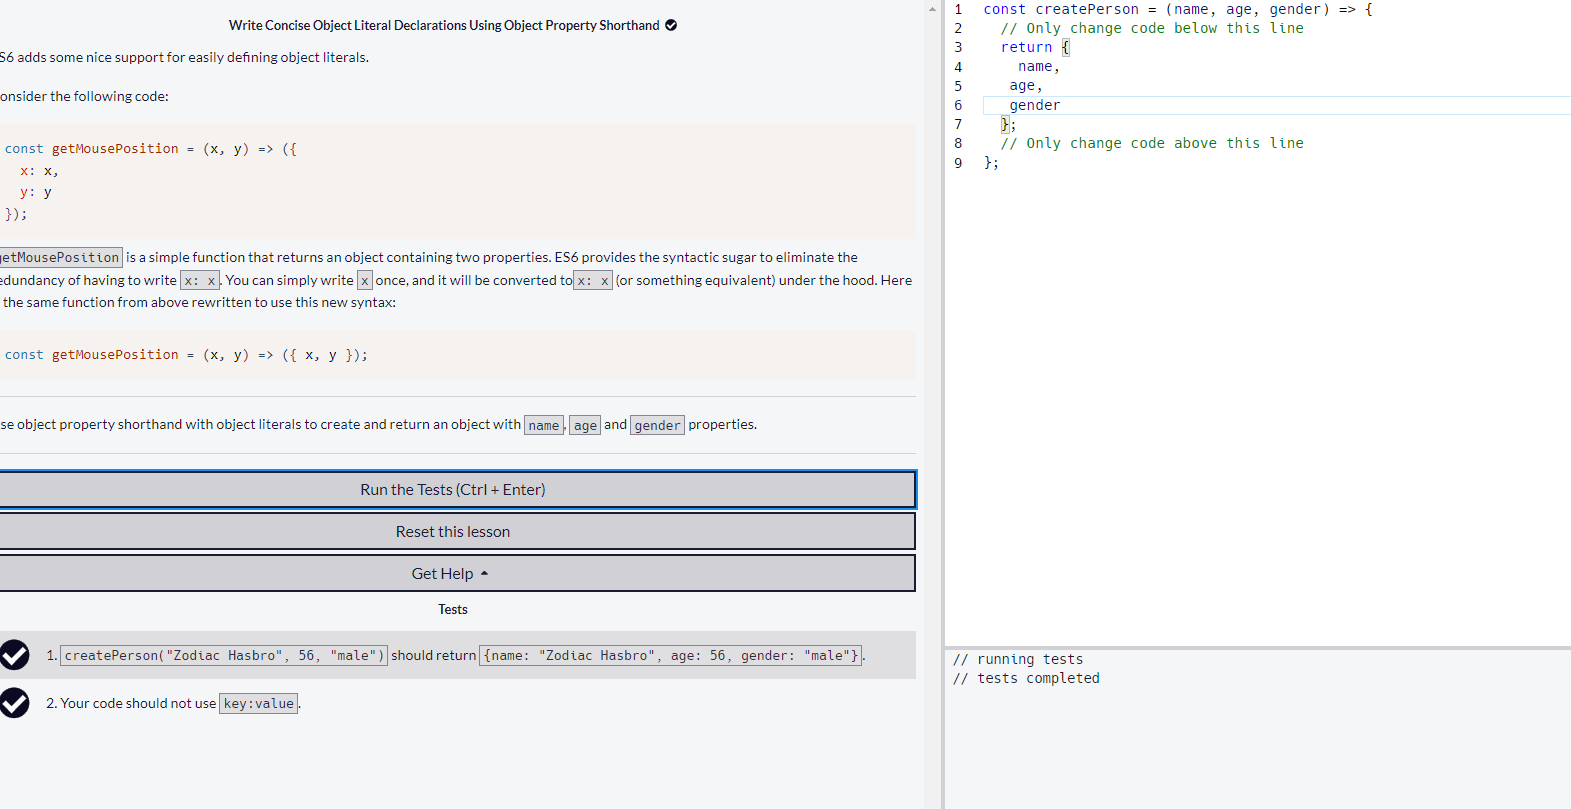 Write Concise Object Literal Declarations Using Object Property Shorthand
S6 adds some nice support for easily defining object literals.
onsider the following code:
const getMousePosition = (x, y) => ({
  x: x,
  y: y
});
getMousePosition is a simple function that returns an object containing two properties. ES6 provides the syntactic sugar to eliminate the
edundancy of having to write x: x. You can simply write x once, and it will be converted to x: x (or something equivalent) under the hood. Here
the same function from above rewritten to use this new syntax:
const getMousePosition = (x, y) => ({ x, y });
se object property shorthand with object literals to create and return an object with name, age and gender properties.
Run the Tests (Ctrl + Enter)
Reset this lesson
Get Help
Tests
1. createPerson("Zodiac Hasbro", 56, "male") should return {name: "Zodiac Hasbro", age: 56, gender: "male"}.
2. Your code should not use key:value.
1 const createPerson = (name, age, gender) => {
2   // Only change code below this line
3   return {
4     name,
5    age,
6    gender
7   };
8   // Only change code above this line
9 };
// running tests
// tests completed